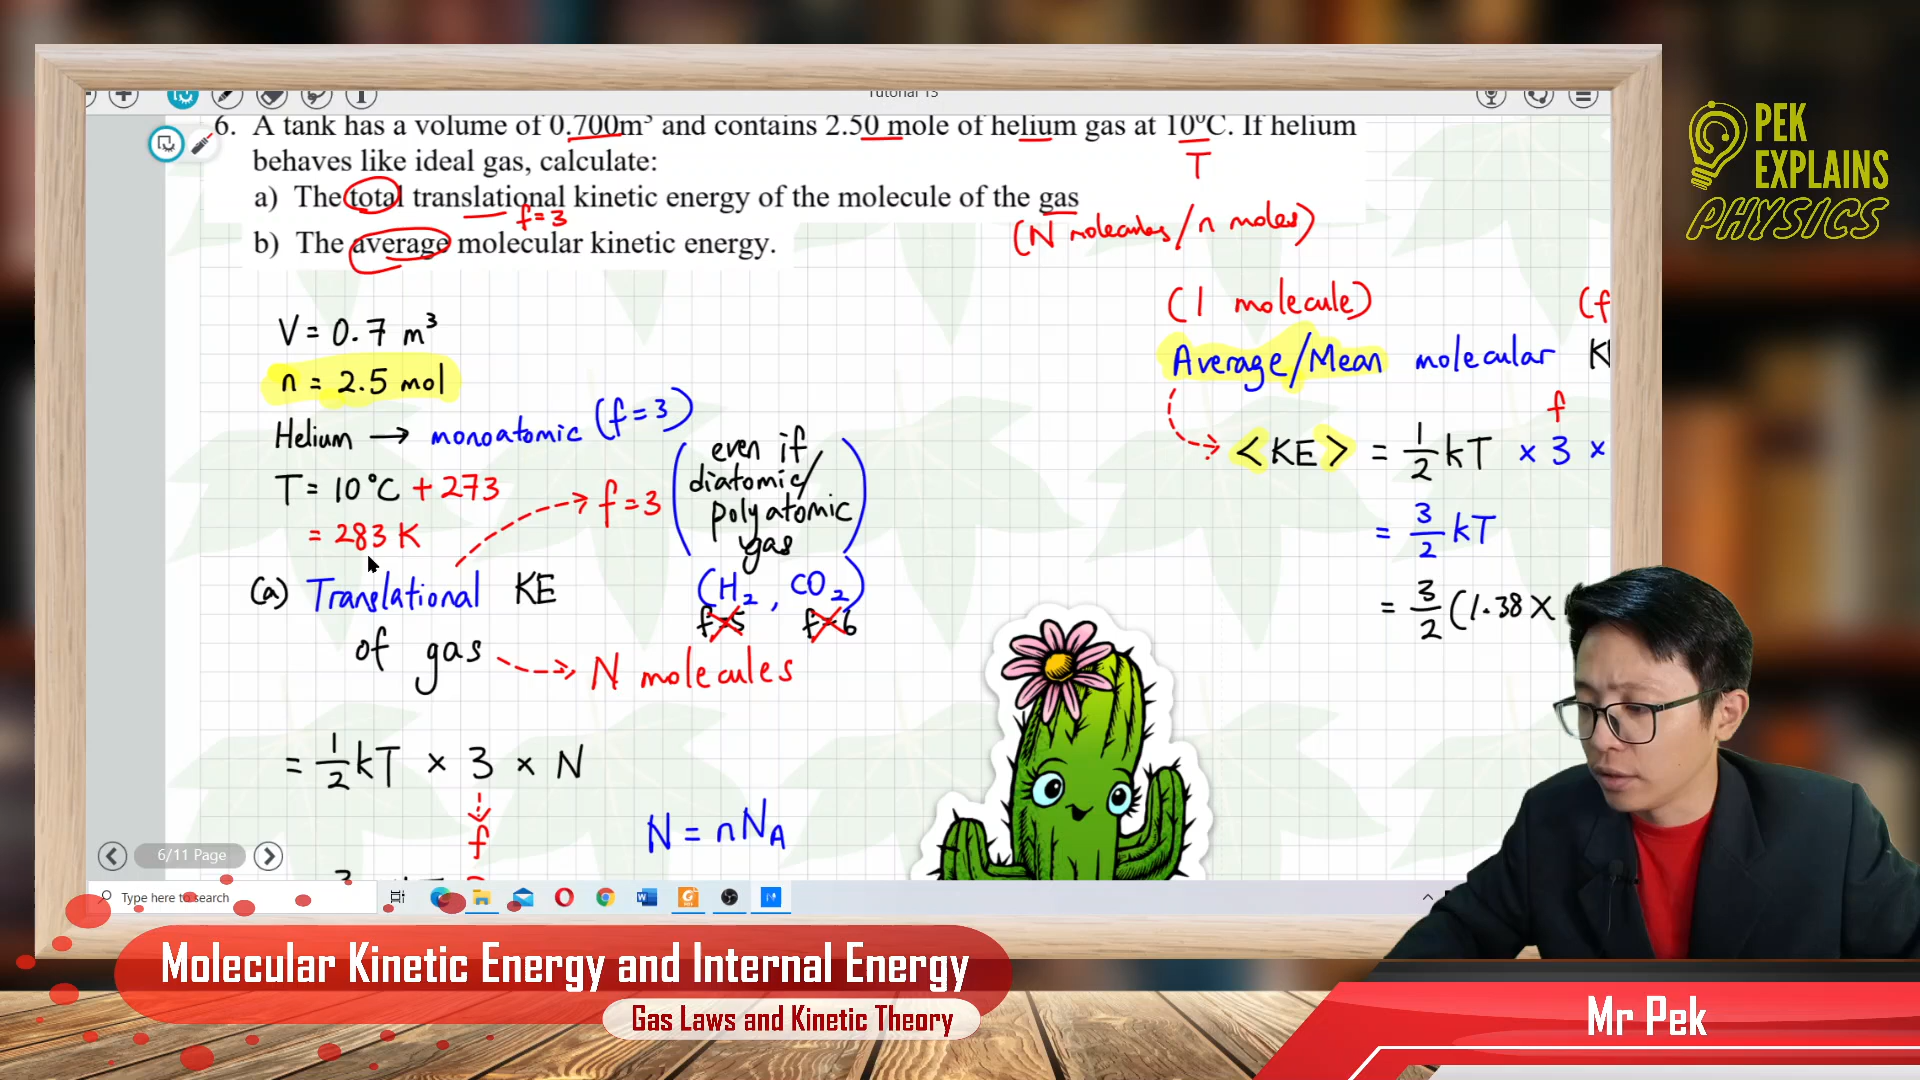 Tutorial 13
6. A tank has a volume of 0.700m³ and contains 2.50 mole of helium gas at 10⁰C. If helium
behaves like ideal gas, calculate:
T
a) The total translational kinetic energy of the molecule of the gas
f=3
(N molecules/n moles)
b) The average molecular kinetic energy.
V = 0.7 m³
n = 2.5 mol
Helium → monoatomic (f=3)
T = 10°C + 273
= 283 K
f=3
(even if
diatomic/
polyatomic
gas)
(a) Translational KE
of gas
(H₂, CO₂)
f=5 f=6
N molecules
= 1/2 kT × 3 × N
f
N = nN_A
(1 molecule)
(f
Average/Mean molecular K
f
<KE> = 1/2 kT × 3 ×
= 3/2 kT
= 3/2 (1.38×
6/11 Page
Type here to search
PEK
EXPLAINS
PHYSICS
Molecular Kinetic Energy and Internal Energy
Gas Laws and Kinetic Theory
Mr Pek